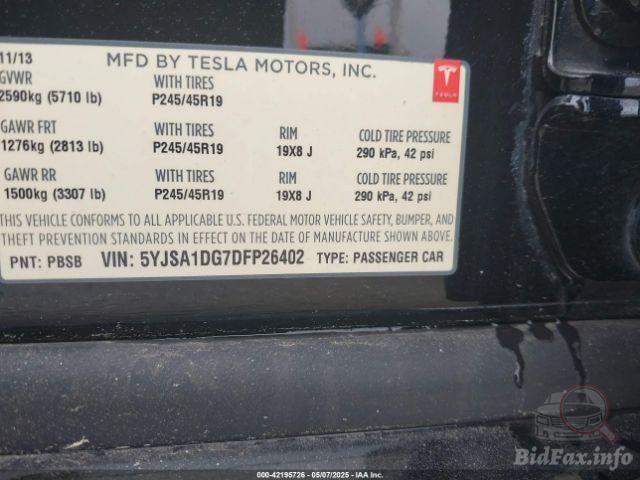 11/13 MFD BY TESLA MOTORS, INC.
GVWR WITH TIRES
2590kg (5710 lb) P245/45R19
TESLA
GAWR FRT WITH TIRES RIM COLD TIRE PRESSURE
1276kg (2813 lb) P245/45R19 19X8 J 290 kPa, 42 psi
GAWR RR WITH TIRES RIM COLD TIRE PRESSURE
1500kg (3307 lb) P245/45R19 19X8 J 290 kPa, 42 psi
THIS VEHICLE CONFORMS TO ALL APPLICABLE U.S. FEDERAL MOTOR VEHICLE SAFETY, BUMPER, AND
THEFT PREVENTION STANDARDS IN EFFECT ON THE DATE OF MANUFACTURE SHOWN ABOVE.
PNT: PBSB VIN: 5YJSA1DG7DFP26402 TYPE: PASSENGER CAR
BidFax.info
000-42195726 - 05/07/2025 - IAA Inc.